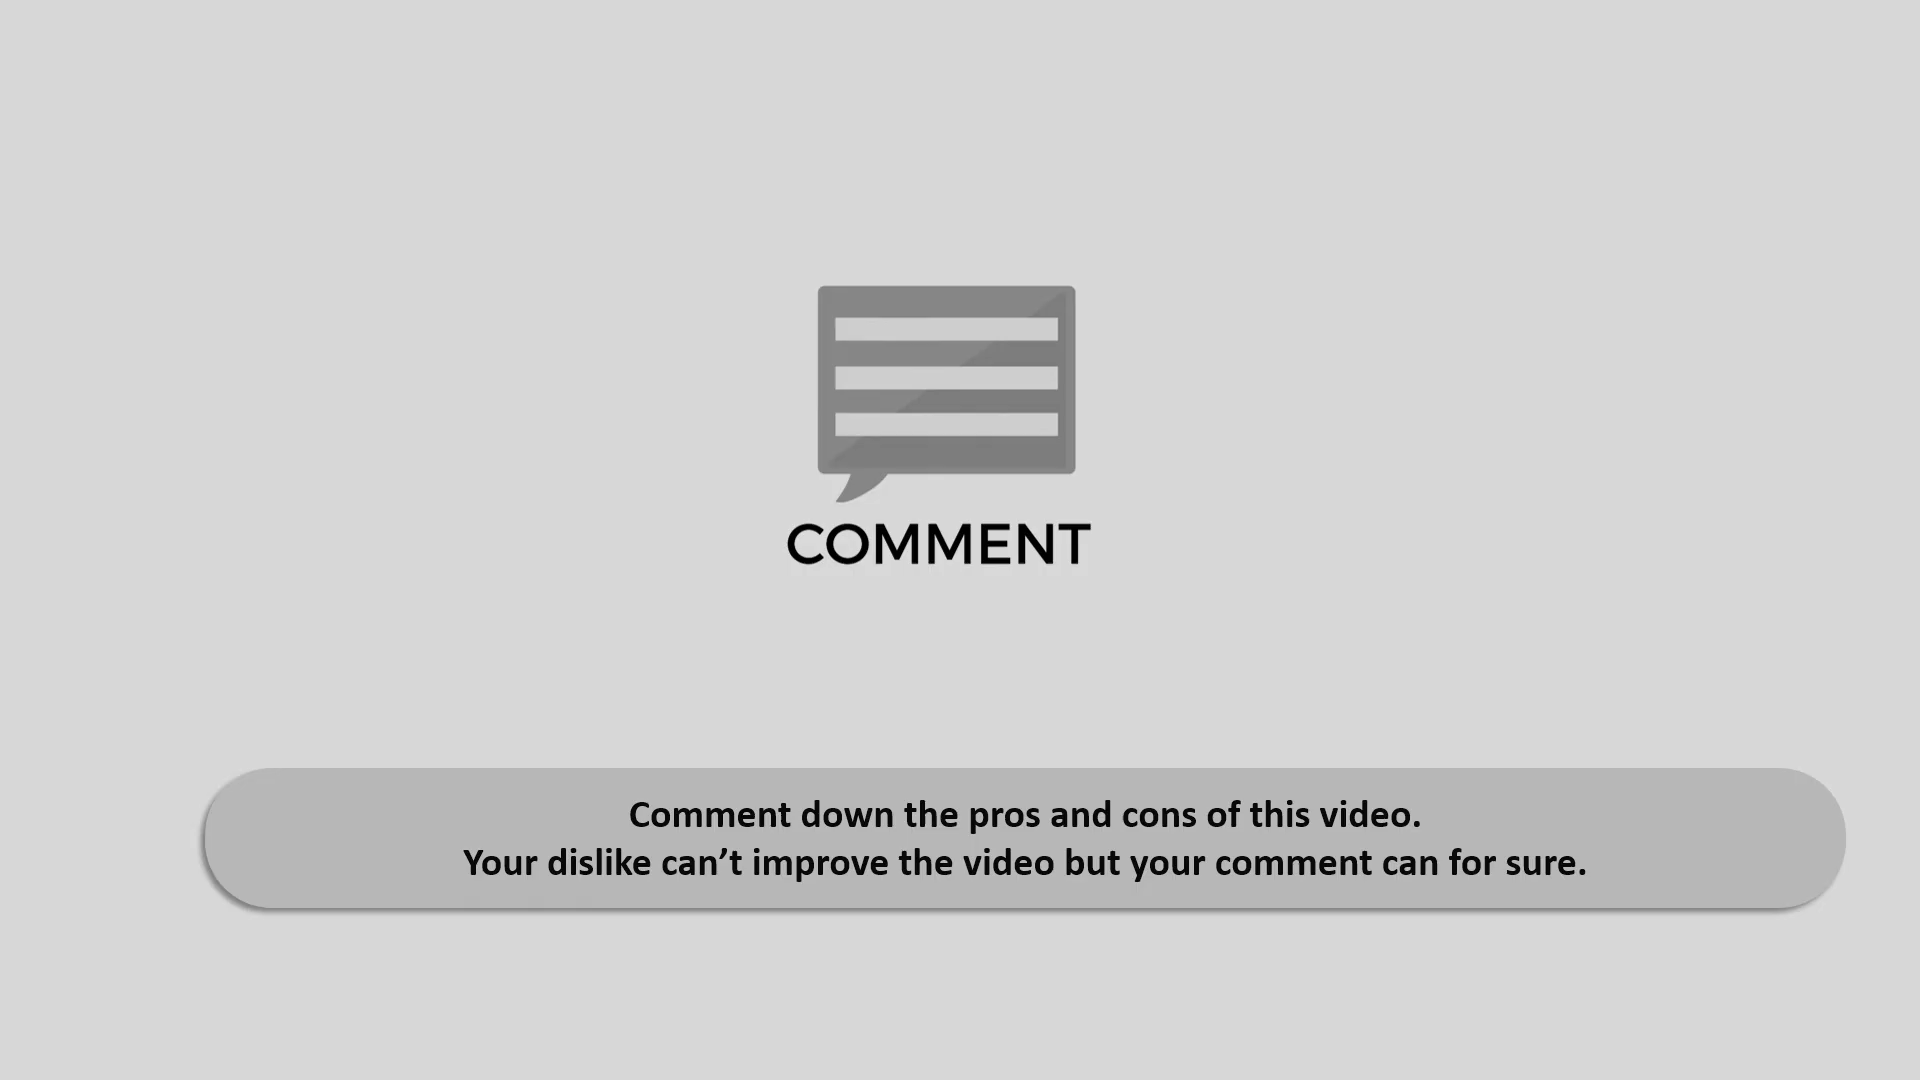 COMMENT
Comment down the pros and cons of this video.
Your dislike can’t improve the video but your comment can for sure.